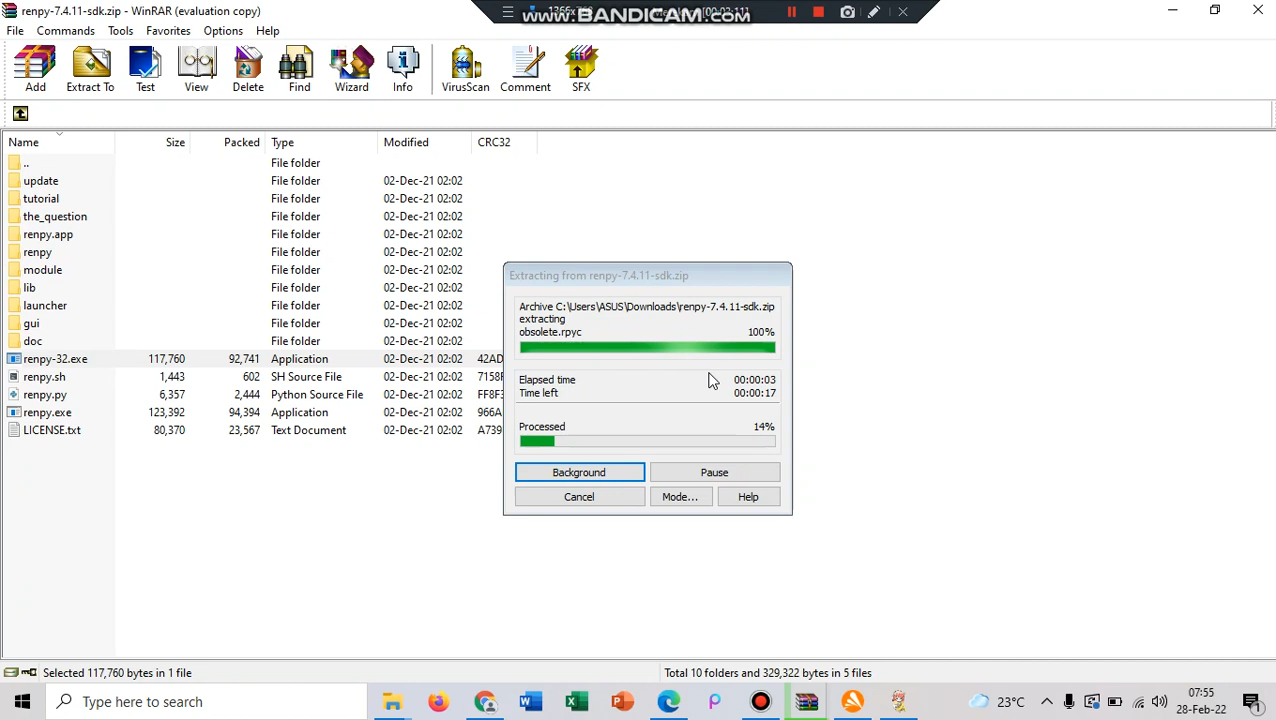 renpy-7.4.11-sdk.zip - WinRAR (evaluation copy)
1366x768
www.BANDICAM.com
File Commands Tools Favorites Options Help
Add Extract To Test View Delete Find Wizard Info VirusScan Comment SFX
Name Size Packed Type Modified CRC32
.. File folder
update File folder 02-Dec-21 02:02
tutorial File folder 02-Dec-21 02:02
the_question File folder 02-Dec-21 02:02
renpy.app File folder 02-Dec-21 02:02
renpy File folder 02-Dec-21 02:02
module File folder 02-Dec-21 02:02
lib File folder 02-Dec-21 02:02
launcher File folder 02-Dec-21 02:02
gui File folder 02-Dec-21 02:02
doc File folder 02-Dec-21 02:02
renpy-32.exe 117,760 92,741 Application 02-Dec-21 02:02 42AD
renpy.sh 1,443 602 SH Source File 02-Dec-21 02:02 7158F
renpy.py 6,357 2,444 Python Source File 02-Dec-21 02:02 FF8F3
renpy.exe 123,392 94,394 Application 02-Dec-21 02:02 966A
LICENSE.txt 80,370 23,567 Text Document 02-Dec-21 02:02 A739
Extracting from renpy-7.4.11-sdk.zip
Archive C:\Users\ASUS\Downloads\renpy-7.4.11-sdk.zip
extracting
obsolete.rpyc 100%
Elapsed time 00:00:03
Time left 00:00:17
Processed 14%
Background Pause
Cancel Mode... Help
Selected 117,760 bytes in 1 file
Total 10 folders and 329,322 bytes in 5 files
Type here to search
23°C
07:55
28-Feb-22
1